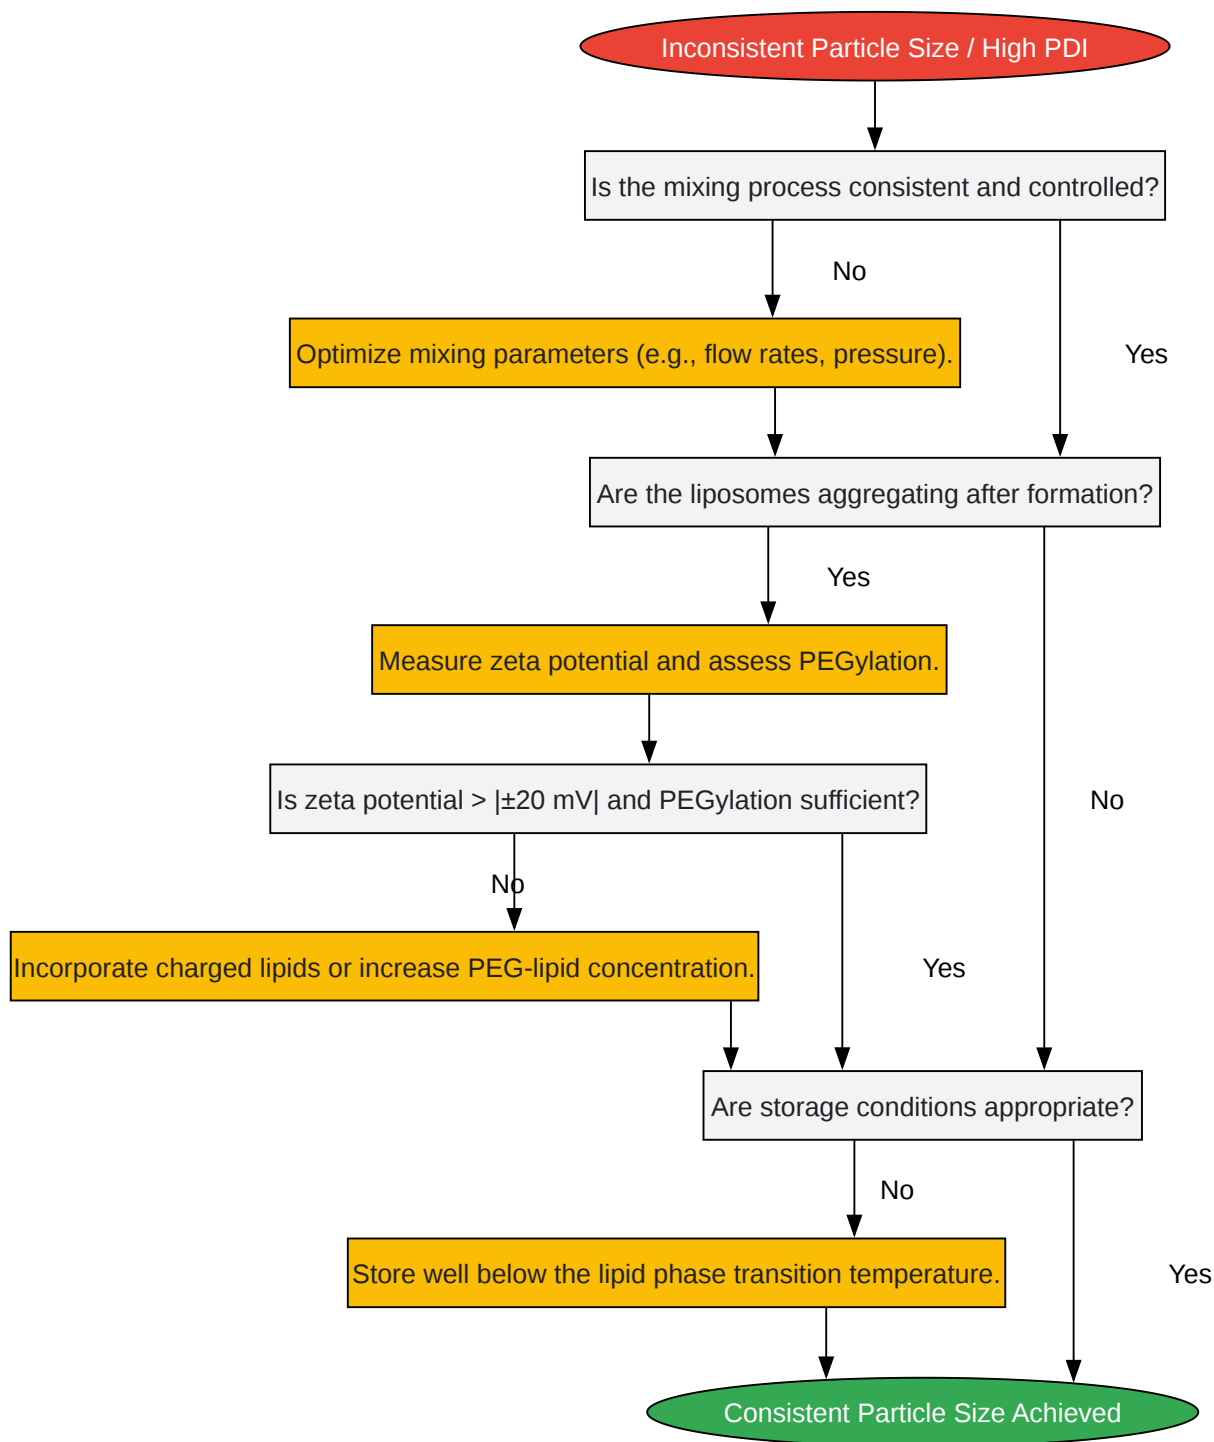 Inconsistent Particle Size / High PDI
Is the mixing process consistent and controlled?
No
Optimize mixing parameters (e.g., flow rates, pressure).
Yes
Are the liposomes aggregating after formation?
Yes
Measure zeta potential and assess PEGylation.
Is zeta potential > |±20 mV| and PEGylation sufficient?
No
No
Incorporate charged lipids or increase PEG-lipid concentration.
Yes
Are storage conditions appropriate?
No
Store well below the lipid phase transition temperature.
Yes
Consistent Particle Size Achieved